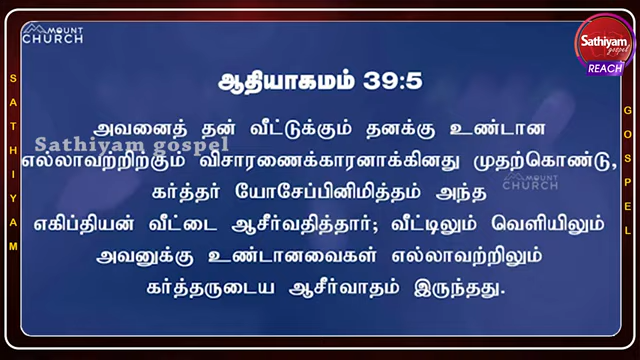 MOUNT
CHURCH
Sathiyam
gospel
REACH
ஆதியாகமம் 39:5
அவனைத் தன் வீட்டுக்கும் தனக்கு உண்டான
Sathiyam gospel
எல்லாவற்றிற்கும் விசாரணைக்காரனாக்கினது முதற்கொண்டு,
கர்த்தர் யோசேப்பினிமித்தம் அந்த
MOUNT
CHURCH
எகிப்தியன் வீட்டை ஆசீர்வதித்தார்; வீட்டிலும் வெளியிலும்
அவனுக்கு உண்டானவைகள் எல்லாவற்றிலும்
கர்த்தருடைய ஆசீர்வாதம் இருந்தது.
SATHIYAM
GOSPEL